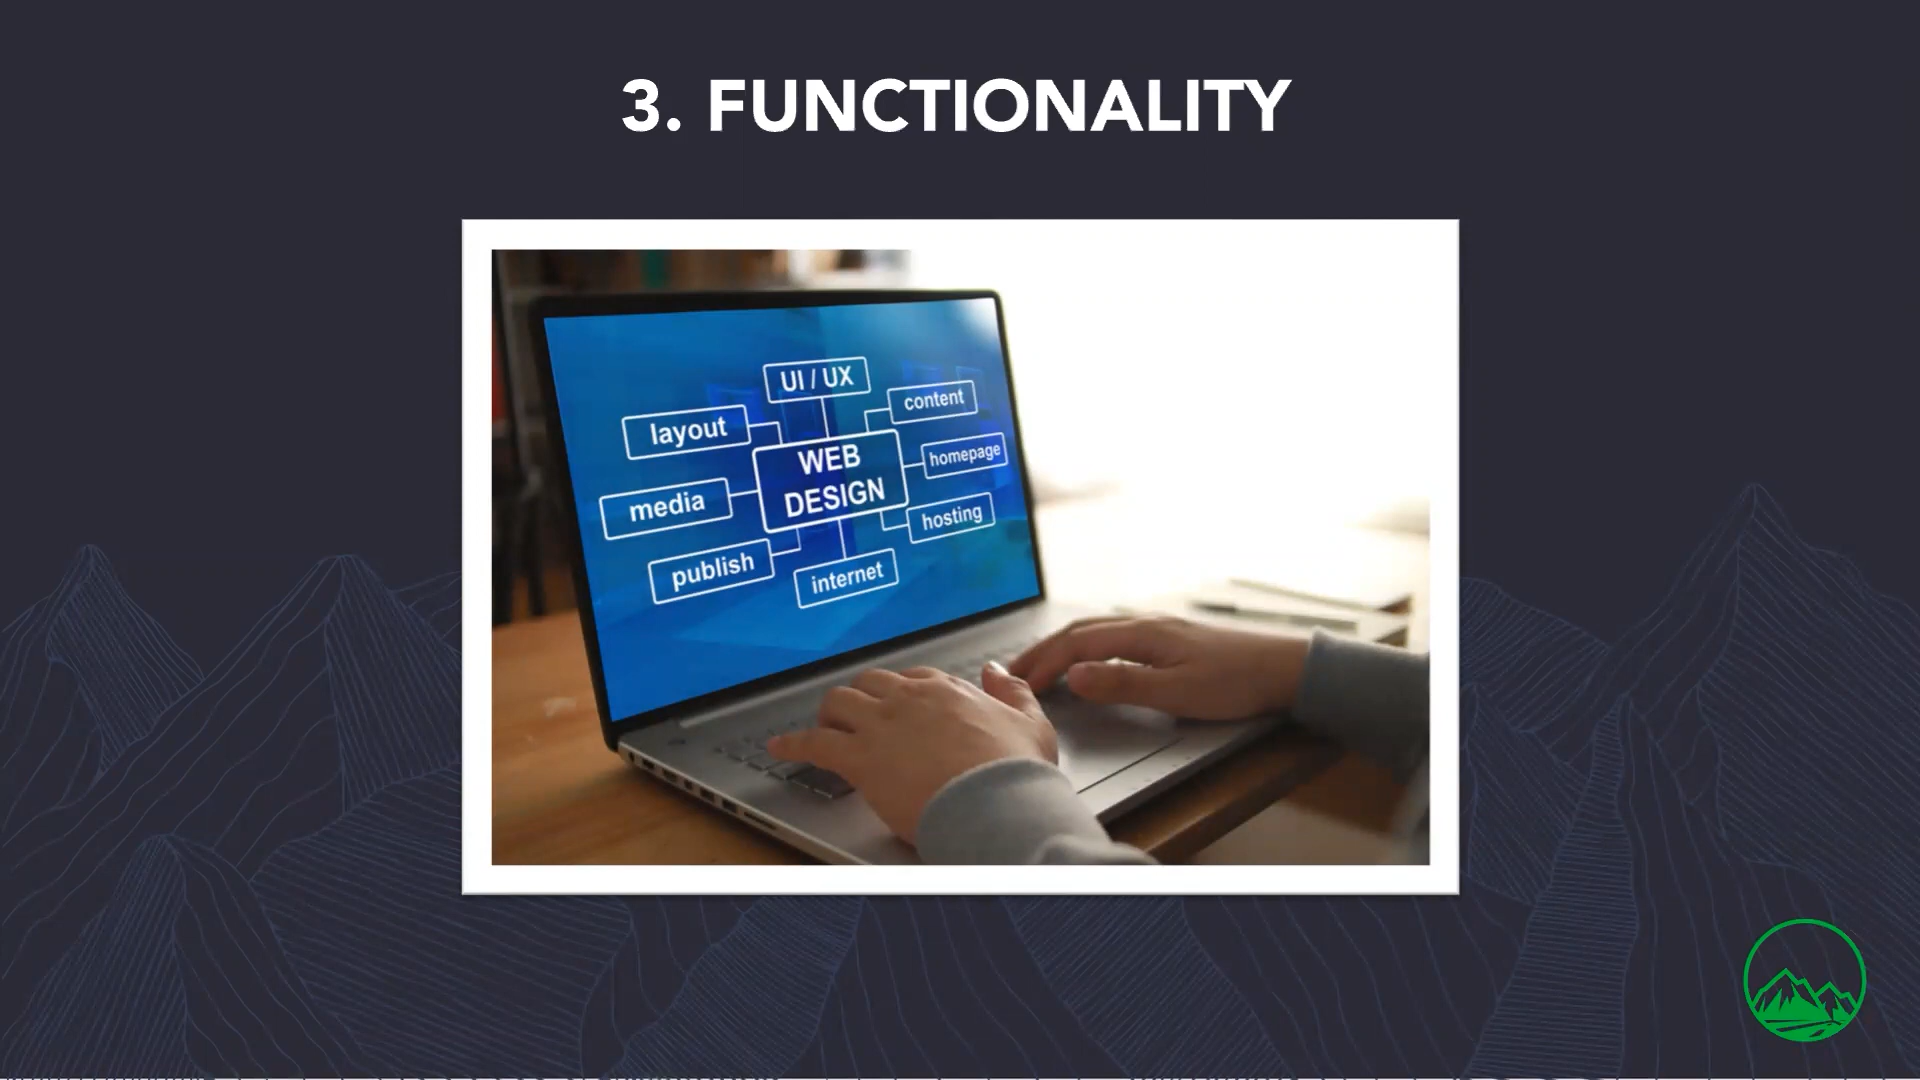 3. FUNCTIONALITY
UI / UX
content
layout
WEB
DESIGN
homepage
media
hosting
publish
internet